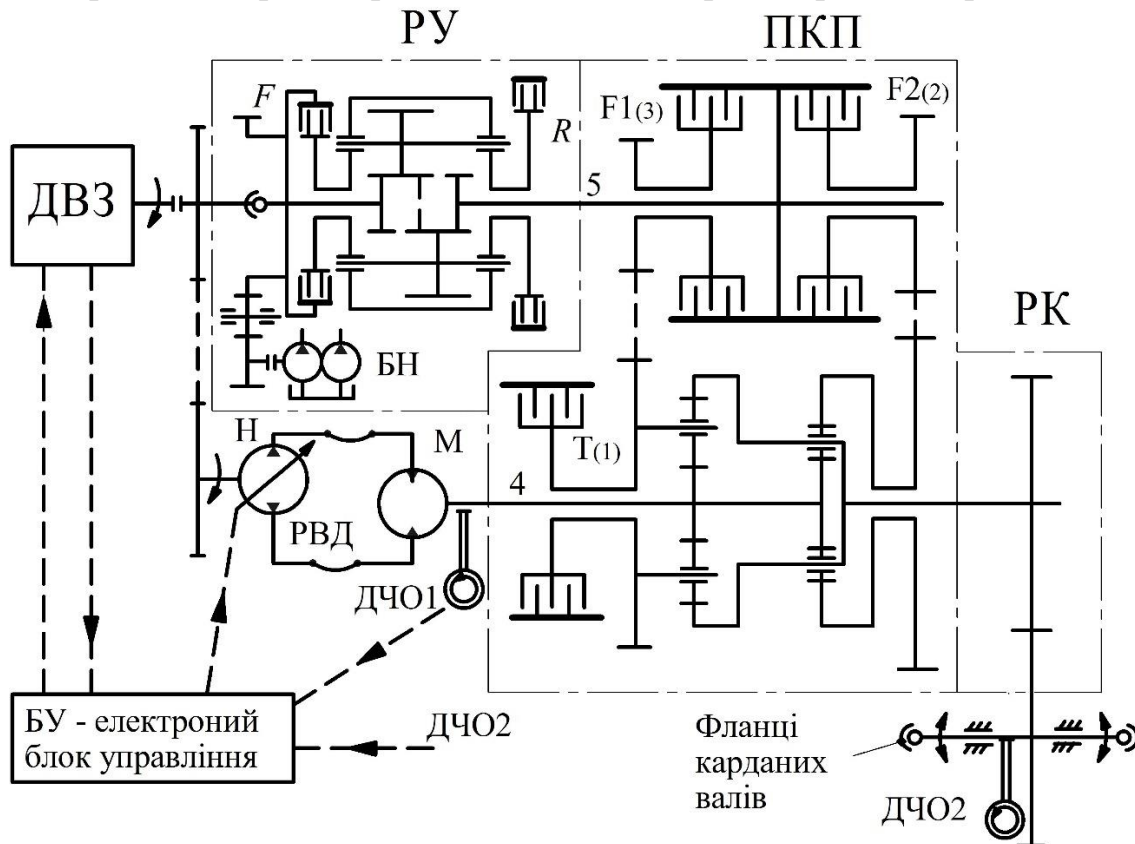 РУ
ПКП
F
R
F1(3)
F2(2)
ДВЗ
5
РК
БН
Н
М
T(1)
4
РВД
ДЧО1
БУ - електроний
блок управління
ДЧО2
Фланці
карданих
валів
ДЧО2